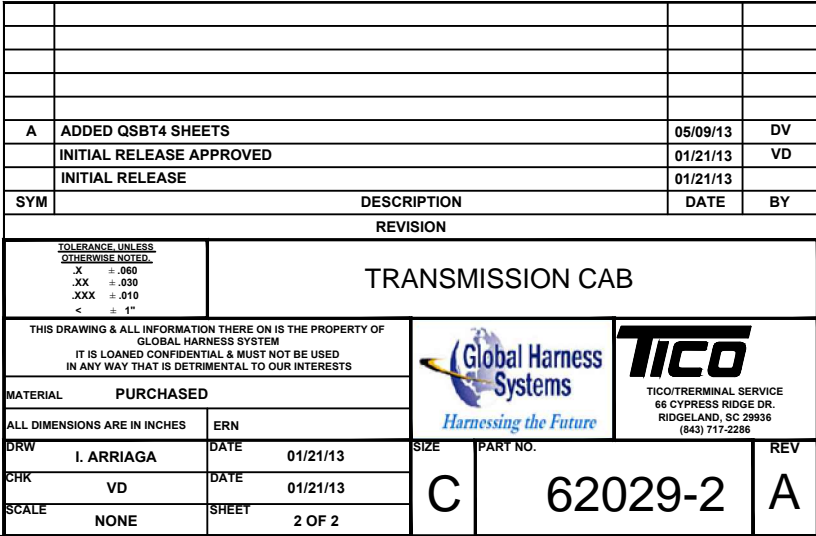 A ADDED QSBT4 SHEETS 05/09/13 DV
INITIAL RELEASE APPROVED 01/21/13 VD
INITIAL RELEASE 01/21/13
SYM DESCRIPTION DATE BY
REVISION
TOLERANCE, UNLESS
OTHERWISE NOTED.
.X ± .060
.XX ± .030
.XXX ± .010
< ± 1"
TRANSMISSION CAB
THIS DRAWING & ALL INFORMATION THERE ON IS THE PROPERTY OF
GLOBAL HARNESS SYSTEM
IT IS LOANED CONFIDENTIAL & MUST NOT BE USED
IN ANY WAY THAT IS DETRIMENTAL TO OUR INTERESTS
MATERIAL PURCHASED
ALL DIMENSIONS ARE IN INCHES ERN
Global Harness
Systems
Harnessing the Future
TICO
TICO/TRERMINAL SERVICE
66 CYPRESS RIDGE DR.
RIDGELAND, SC 29936
(843) 717-2286
DRW I. ARRIAGA DATE 01/21/13
CHK VD DATE 01/21/13
SCALE NONE SHEET 2 OF 2
SIZE C
PART NO. 62029-2
REV A